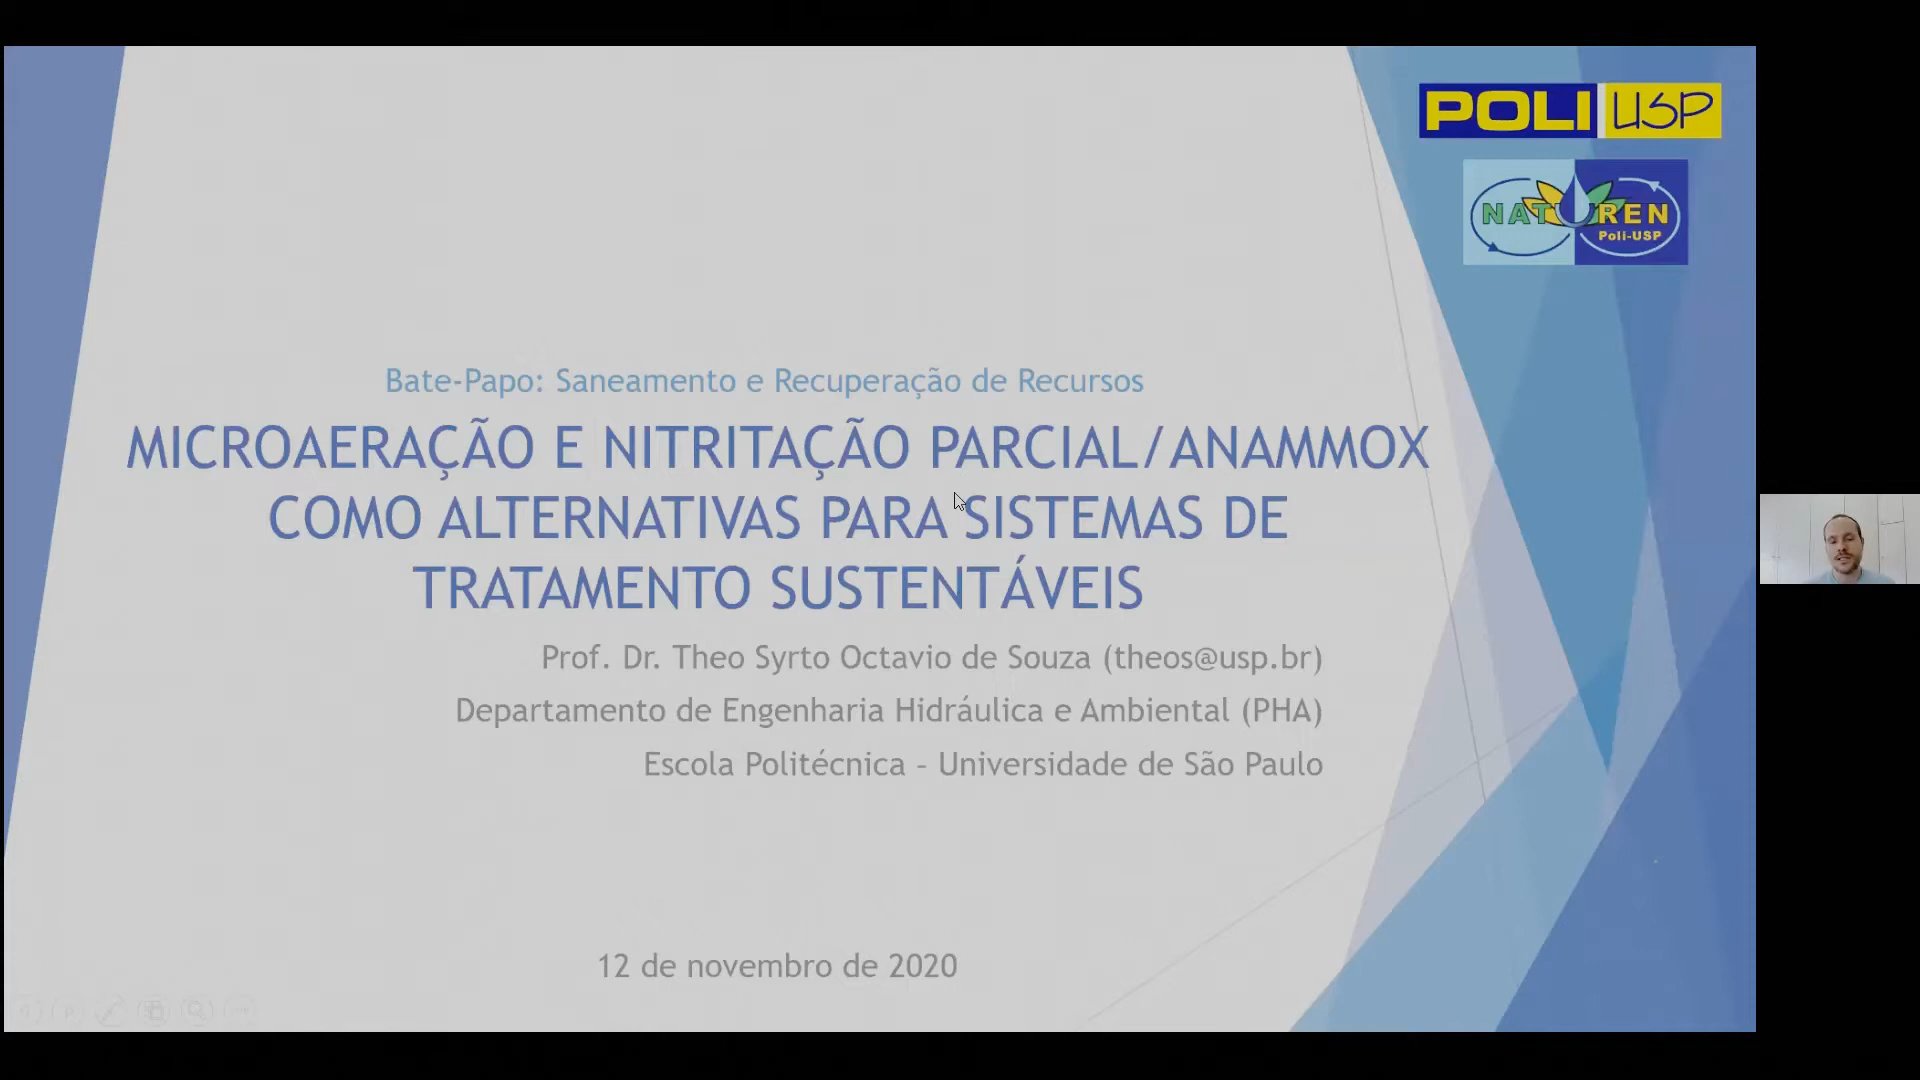 POLI USP
NATUREN
Poli-USP
Bate-Papo: Saneamento e Recuperação de Recursos
MICROAERAÇÃO E NITRITAÇÃO PARCIAL/ANAMMOX
COMO ALTERNATIVAS PARA SISTEMAS DE
TRATAMENTO SUSTENTÁVEIS
Prof. Dr. Theo Syrto Octavio de Souza (theos@usp.br)
Departamento de Engenharia Hidráulica e Ambiental (PHA)
Escola Politécnica – Universidade de São Paulo
12 de novembro de 2020